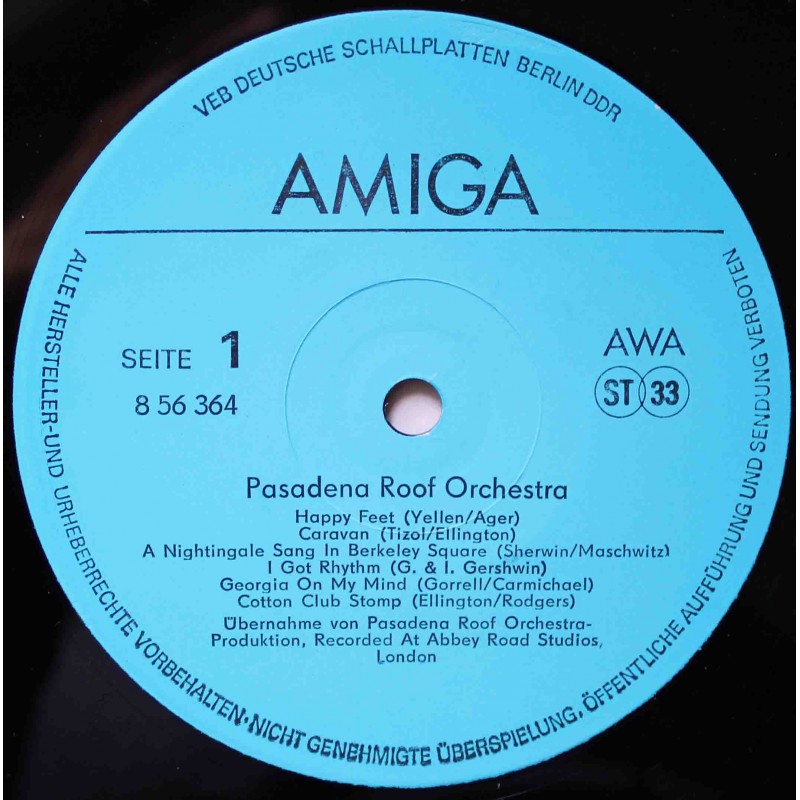 VEB DEUTSCHE SCHALLPLATTEN BERLIN DDR
AMIGA
SEITE 1
8 56 364
AWA
ST 33
Pasadena Roof Orchestra
Happy Feet (Yellen/Ager)
Caravan (Tizol/Ellington)
A Nightingale Sang In Berkeley Square (Sherwin/Maschwitz)
I Got Rhythm (G. & I. Gershwin)
Georgia On My Mind (Gorrell/Carmichael)
Cotton Club Stomp (Ellington/Rodgers)
Übernahme von Pasadena Roof Orchestra-
Produktion, Recorded At Abbey Road Studios,
London
ALLE HERSTELLER-UND URHEBERRECHTE VORBEHALTEN·NICHT GENEHMIGTE ÜBERSPIELUNG, ÖFFENTLICHE AUFFÜHRUNG UND SENDUNG VERBOTEN